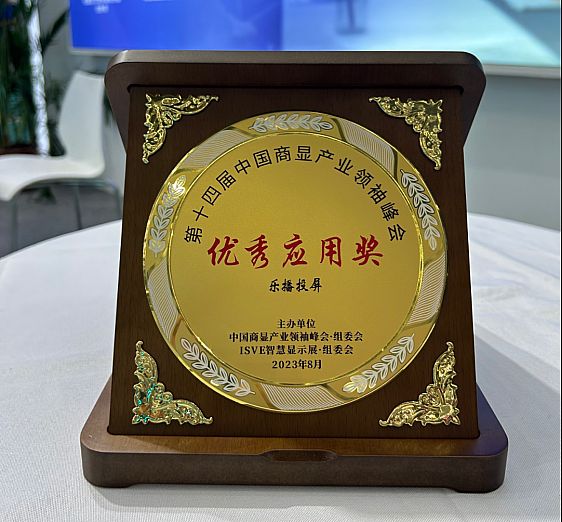 第十四届中国商显产业领袖峰会
优秀应用奖
乐播投屏
主办单位
中国商显产业领袖峰会·组委会
ISVE智慧显示展·组委会
2023年8月